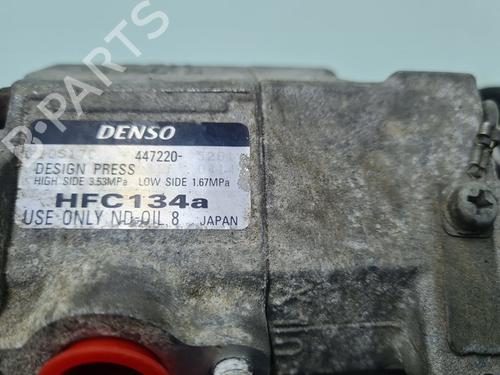 B-PARTS
DENSO
10S17C 447220-
DESIGN PRESS
HIGH SIDE 3.53MPa LOW SIDE 1.67MPa
HFC134a
USE ONLY ND-OIL 8 JAPAN